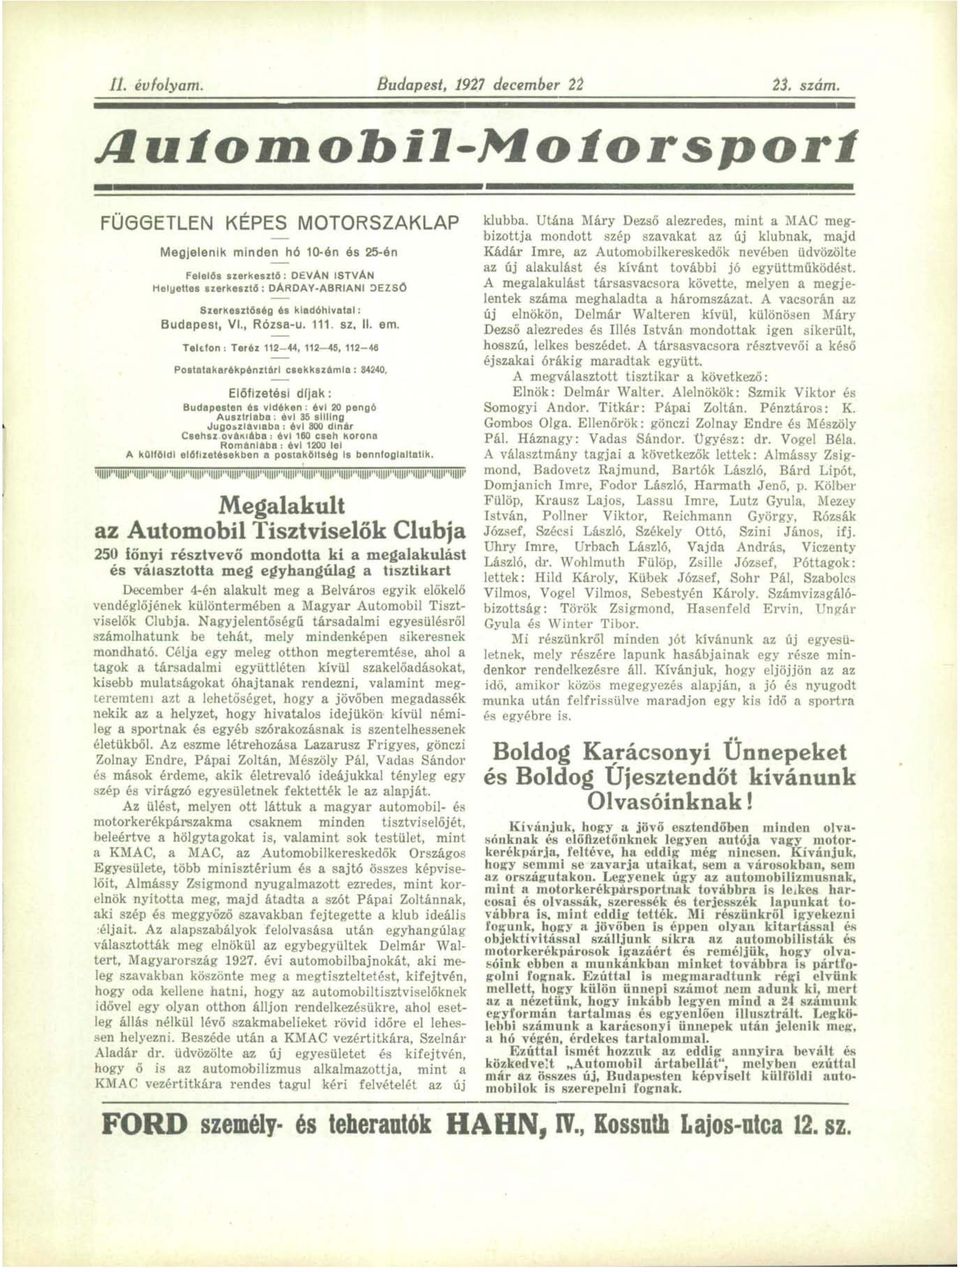 II. évfolyam. Budapest, 1927 december 22 23. szám.
Automobil-Motorsport
FÜGGETLEN KÉPES MOTORSZAKLAP
Megjelenik minden hó 10-én és 25-én
Felelős szerkesztő: DÉVÁN ISTVÁN
Helyettes szerkesztő: DÁRDAY-ABRIANI DEZSŐ
Szerkesztőség és kiadóhivatal:
Budapest, VI., Rózsa-u. 111. sz, II. em.
Telefon: Teréz 112—44, 112—45, 112—46
Postatakarékpénztári csekkszámla: 84240,
Előfizetési díjak:
Budapesten és vidéken: évi 20 pengő
Ausztriába: évi 35 silling
Jugoszláviába: évi 800 dinár
Csehszlovákiába: évi 160 cseh korona
Romániába: évi 1200 lei
A külföldi előfizetésekben a postaköltség is bennfoglaltatik.
Megalakult
az Automobil Tisztviselők Clubja
250 főnyi résztvevő mondotta ki a megalakulást
és választotta meg egyhangúlag a tisztikart
December 4-én alakult meg a Belváros egyik előkelő
vendéglőjének különtermében a Magyar Automobil Tiszt-
viselők Clubja. Nagyjelentőségű társadalmi egyesülésről
számolhatunk be tehát, mely mindenképen sikeresnek
mondható. Célja egy meleg otthon megteremtése, ahol a
tagok a társadalmi együttléten kívül szakelőadásokat,
kisebb mulatságokat óhajtanak rendezni, valamint meg-
teremteni azt a lehetőséget, hogy a jövőben megadassék
nekik az a helyzet, hogy hivatalos idejükön kívül némi-
leg a sportnak és egyéb szórakozásnak is szentelhessenek
életükből. Az eszme létrehozása Lazarusz Frigyes, gönczi
Zolnay Endre, Pápai Zoltán, Mészöly Pál, Vadas Sándor
és mások érdeme, akik életrevaló ideájukkal tényleg egy
szép és virágzó egyesületnek fektették le az alapját.
Az ülést, melyen ott láttuk a magyar automobil- és
motorkerékpárszakma csaknem minden tisztviselőjét,
beleértve a hölgytagokat is, valamint sok testület, mint
a KMAC, a MAC, az Automobilkereskedők Országos
Egyesülete, több minisztérium és a sajtó összes képvise-
lőit, Almássy Zsigmond nyugalmazott ezredes, mint kor-
elnök nyitotta meg, majd átadta a szót Pápai Zoltánnak,
aki szép és meggyőző szavakban fejtegette a klub ideális
céljait. Az alapszabályok felolvasása után egyhangúlag
választották meg elnökül az egybegyültek Delmár Wal-
tert, Magyarország 1927. évi automobilbajnokát, aki me-
leg szavakban köszönte meg a megtiszteltetést, kifejtvén,
hogy oda kellene hatni, hogy az automobiltisztviselőknek
idővel egy olyan otthon álljon rendelkezésükre, ahol eset-
leg állás nélkül lévő szakmabelieket rövid időre el lehes-
sen helyezni. Beszéde után a KMAC vezértitkára, Szelnár
Aladár dr. üdvözölte az új egyesületet és kifejtvén,
hogy ő is az automobilizmus alkalmazottja, mint a
KMAC vezértitkára rendes tagul kéri felvételét az új
klubba. Utána Máry Dezső alezredes, mint a MAC meg-
bizottja mondott szép szavakat az új klubnak, majd
Kádár Imre, az Automobilkereskedők nevében üdvözölte
az új alakulást és kívánt további jó együttműködést.
A megalakulást társasvacsora követte, melyen a megje-
lentek száma meghaladta a háromszázat. A vacsorán az
új elnökön, Delmár Walteren kívül, különösen Máry
Dezső alezredes és Illés István mondottak igen sikerült,
hosszú, lelkes beszédet. A társasvacsora résztvevői a késő
éjszakai órákig maradtak együtt.
A megválasztott tisztikar a következő:
Elnök: Delmár Walter. Alelnökök: Szmik Viktor és
Somogyi Andor. Titkár: Pápai Zoltán. Pénztáros: K.
Gombos Olga. Ellenőrök: gönczi Zolnay Endre és Mészöly
Pál. Háznagy: Vadas Sándor. Ügyész: dr. Vogel Béla.
A választmány tagjai a következők lettek: Almássy Zsig-
mond, Badovetz Rajmund, Bartók László, Bárd Lipót,
Domjanich Imre, Fodor László, Harmath Jenő, p. Kölber
Fülöp, Krausz Lajos, Lassu Imre, Lutz Gyula, Mezey
István, Pollner Viktor, Reichmann György, Rózsák
József, Szécsi László, Székely Ottó, Szini János, ifj.
Uhry Imre, Urbach László, Vajda András, Viczenty
László, dr. Wohlmuth Fülöp, Zsille József, Póttagok:
lettek: Hild Károly, Kübek József, Sohr Pál, Szabolcs
Vilmos, Vogel Vilmos, Semetkovszky Károly. Számvizsgáló-
bizottság: Török Zsigmond, Hasenfeld Ervin, Ungár
Gyula és Winter Tibor.
Mi részünkről minden jót kívánunk az új egyesü-
letnek, mely részére lapunk hasábjainak egy része min-
denkor rendelkezésre áll. Kívánjuk, hogy eljöjjön az az
idő, amikor közös megegyezés alapján, a jó és nyugodt
munka után felfrissülve maradjon egy kis idő a sportra
és egyébre is.
Boldog Karácsonyi Ünnepeket
és Boldog Újesztendőt kívánunk
Olvasóinknak!
Kívánjuk, hogy a jövő esztendőben minden olva-
sónknak és előfizetőnknek legyen autója vagy motor-
kerékpárja, feltéve, ha eddig még nincsen. Kívánjuk,
hogy semmi se zavarja utaikat, sem a városokban, sem
az országutakon. Legyenek úgy az automobilizmusnak,
mint a motorkerékpársportnak továbbra is lelkes har-
cosai és olvassák, szeressék és terjesszék lapunkat to-
vábbra is, mint eddig tették. Mi részünkről igyekezni
fogunk, hogy a jövőben is éppen olyan kitartással és
objektivitással szálljunk síkra az automobilisták és
motorkerékpárosok igazáért és reméljük, hogy olva-
sóink ebben a munkánkban minket továbbra is pártfo-
golni fognak. Ezúttal is megmaradtunk régi elvünk
mellett, hogy külön ünnepi számot nem adunk ki, mert
az a nézetünk, hogy inkább legyen mind a 24 számunk
egyformán tartalmas és egyenlően illusztrált. Legkö-
lebbi számunk a karácsonyi ünnepek után jelenik meg,
a hó végén, érdekes tartalommal.
Ezúttal ismét hozzuk az eddig annyira bevált és
közkedvelt „Automobil ártabellát", melyben ezúttal
már az összes új, Budapesten képviselt külföldi auto-
mobilok is szerepelni fognak.
FORD személy- és teherautók HAHN, IV., Kossuth Lajos-utca 12. sz.